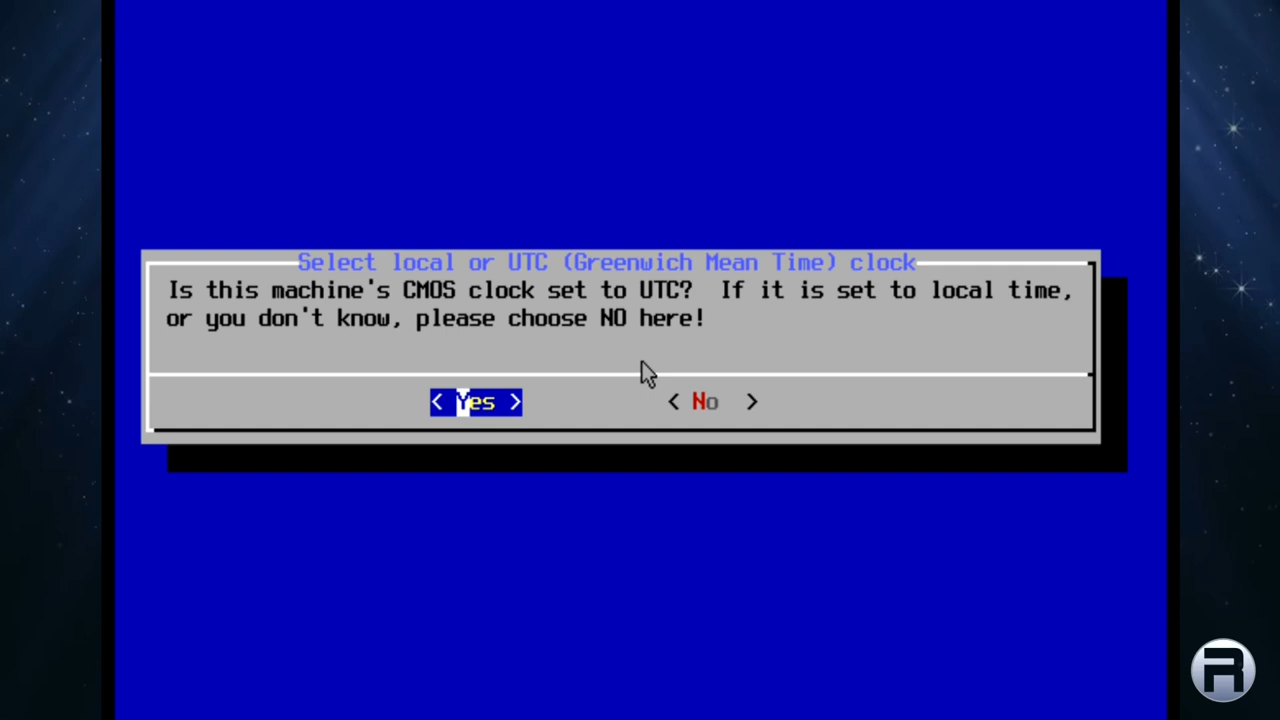 Select local or UTC (Greenwich Mean Time) clock
Is this machine's CMOS clock set to UTC?  If it is set to local time,
or you don't know, please choose NO here!
< Yes > < No  >
R